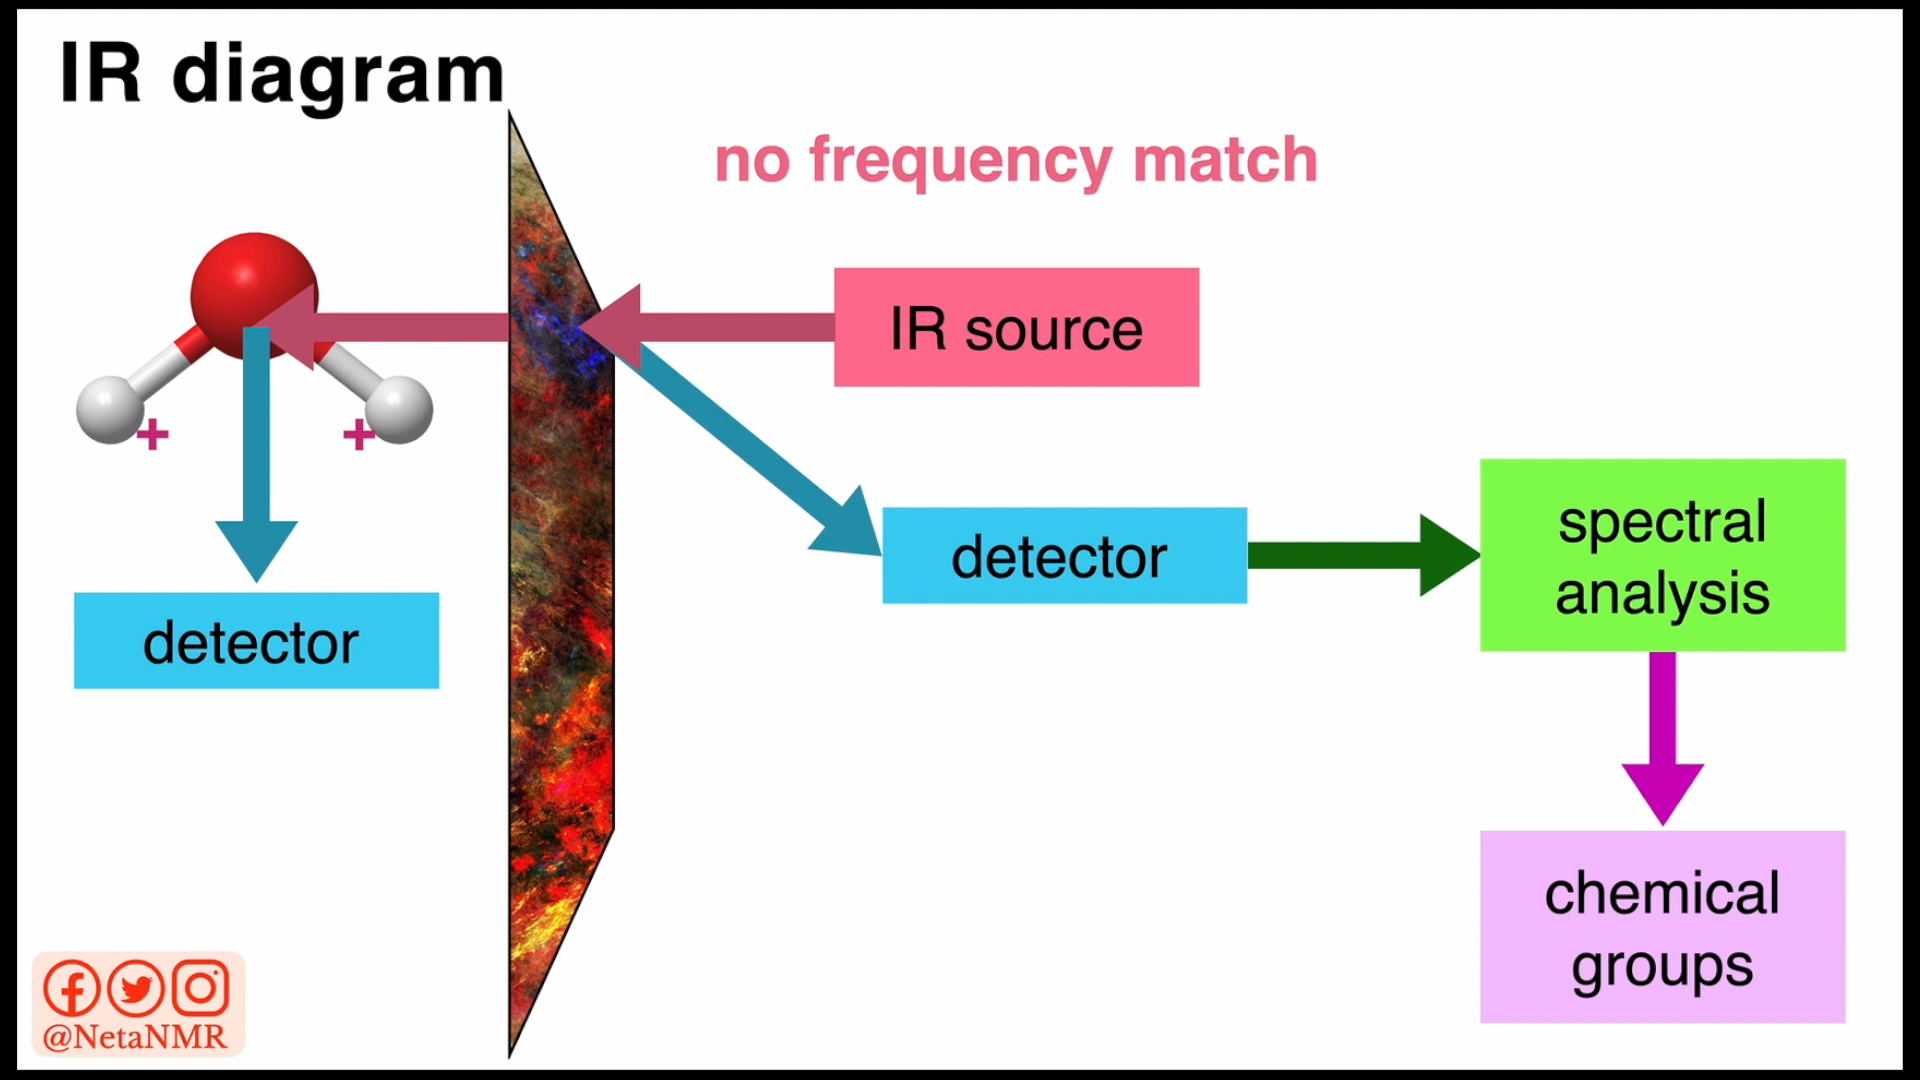 IR diagram
no frequency match
IR source
+
+
detector
detector
spectral
analysis
chemical
groups
@NetaNMR